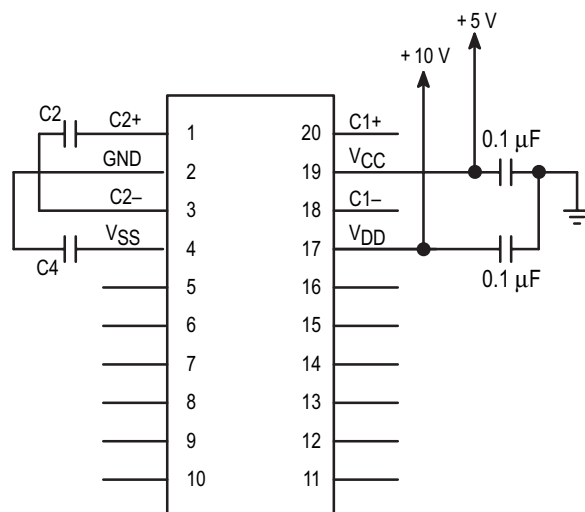 + 5 V
+ 10 V
C2
C2+
1
20
C1+
0.1 µF
GND
2
19
VCC
C2–
3
18
C1–
VSS
4
17
VDD
C4
0.1 µF
5
16
6
15
7
14
8
13
9
12
10
11